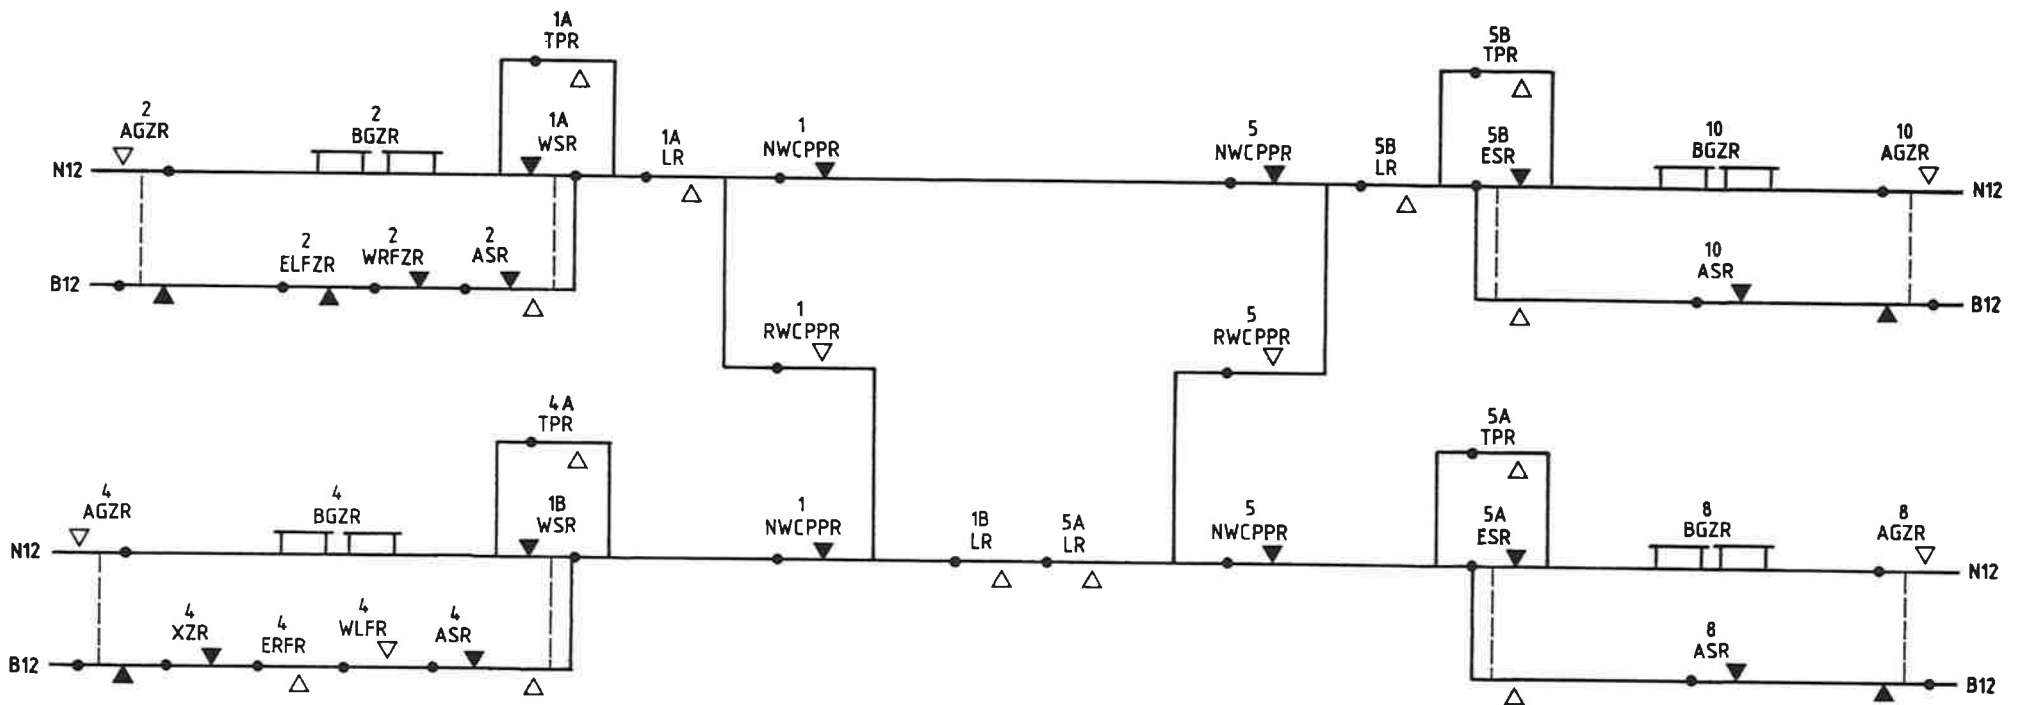 1A
TPR
5B
TPR
2
AGZR
2
BGZR
1A
WSR
1A
LR
1
NWCPPR
5
NWCPPR
5B
LR
5B
ESR
10
BGZR
10
AGZR
N12
N12
2
ELFZR
2
WRFZR
2
ASR
10
ASR
B12
B12
1
RWCPPR
5
RWCPPR
4A
TPR
5A
TPR
4
AGZR
4
BGZR
1B
WSR
1
NWCPPR
1B
LR
5A
LR
5
NWCPPR
5A
ESR
8
BGZR
8
AGZR
N12
N12
4
XZR
4
ERFR
4
WLFR
4
ASR
8
ASR
B12
B12